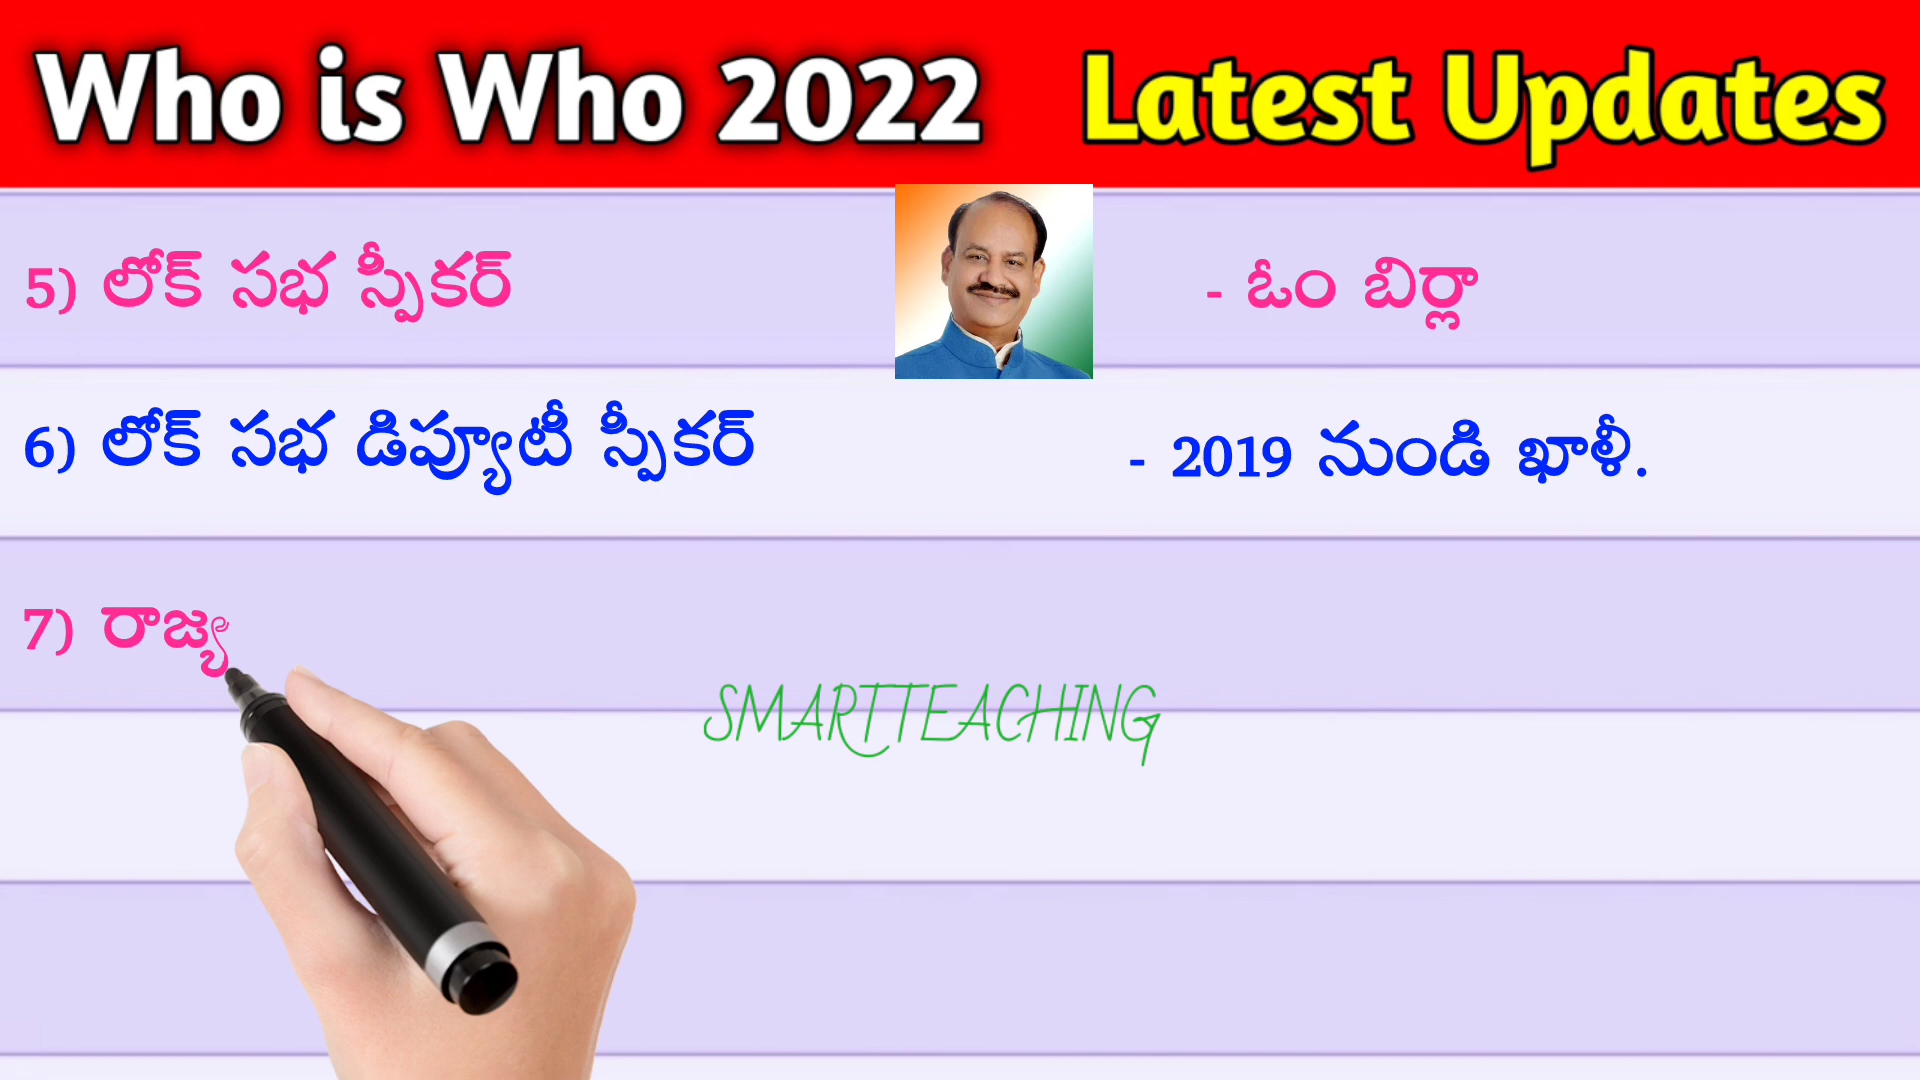 Who is Who 2022 Latest Updates
5) లోక్ సభ స్పీకర్ - ఓం బిర్లా
6) లోక్ సభ డిప్యూటీ స్పీకర్ - 2019 నుండి ఖాళీ.
7) రాజ్య
SMARTTEACHING